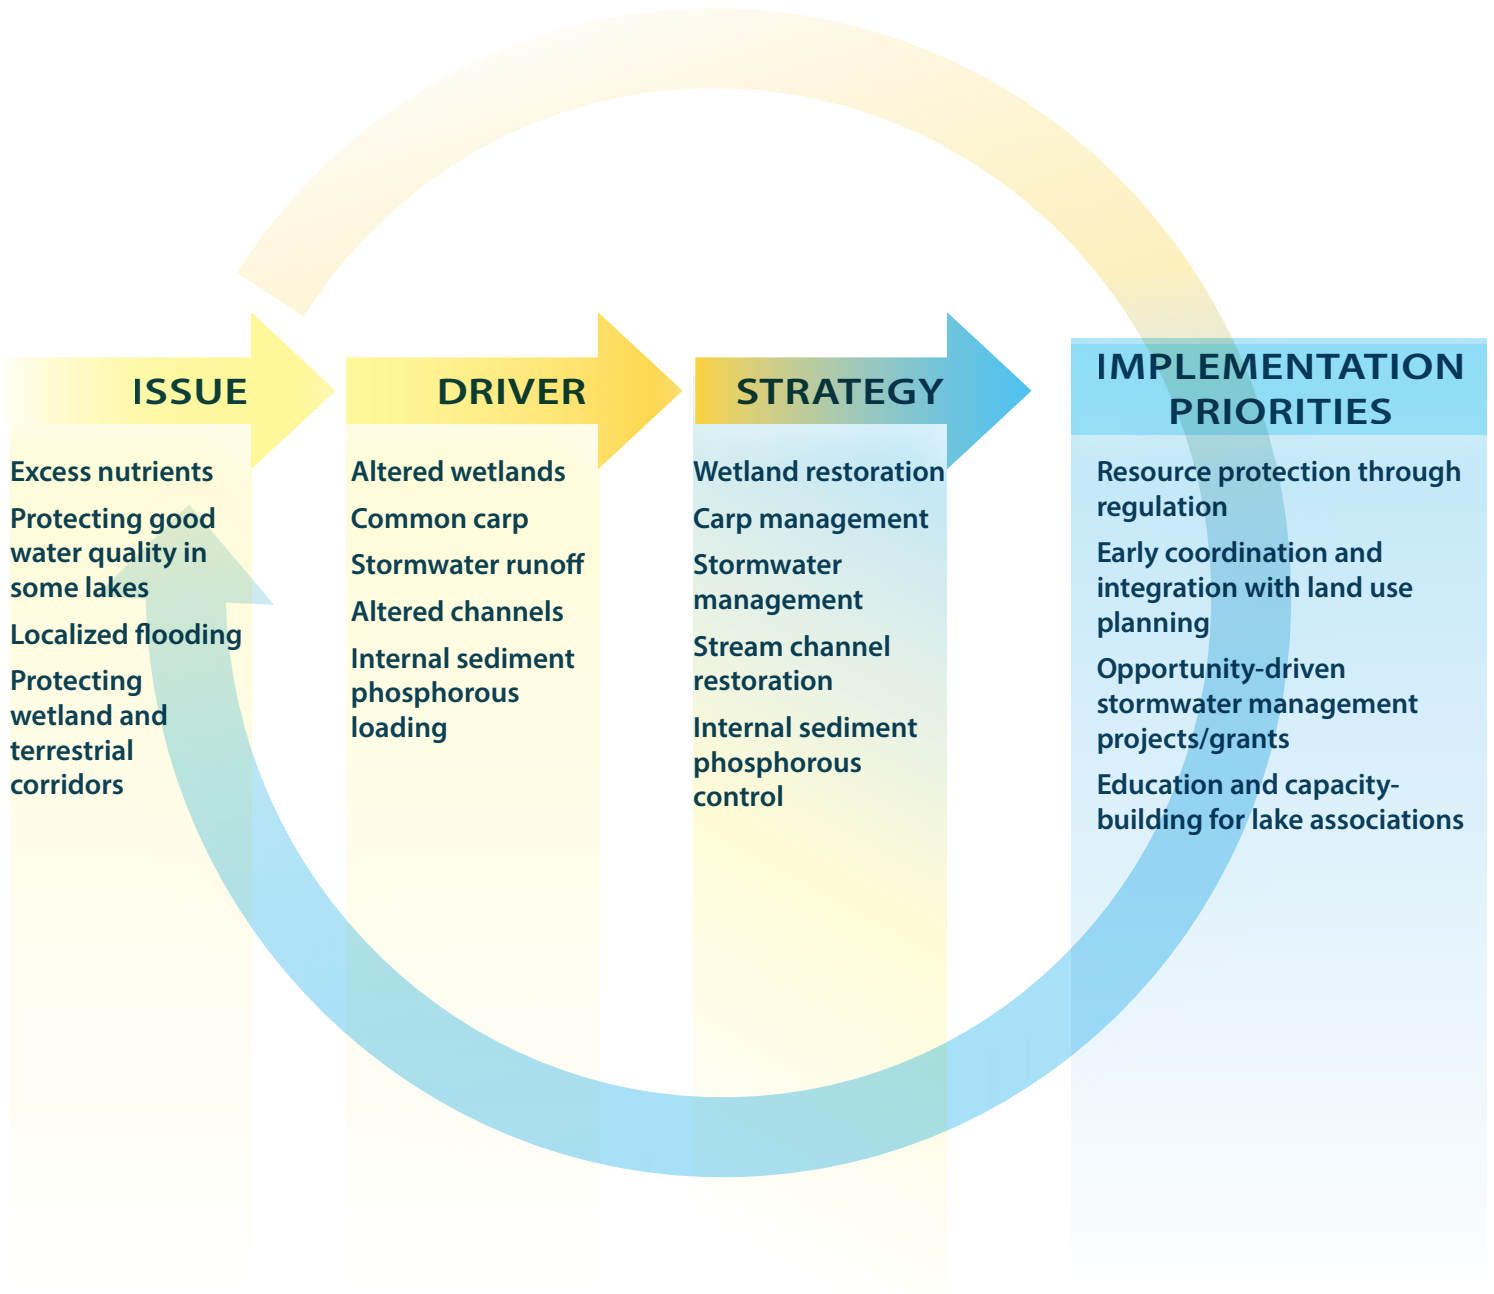 ISSUE
Excess nutrients
Protecting good
water quality in
some lakes
Localized flooding
Protecting
wetland and
terrestrial
corridors
DRIVER
Altered wetlands
Common carp
Stormwater runoff
Altered channels
Internal sediment
phosphorous
loading
STRATEGY
Wetland restoration
Carp management
Stormwater
management
Stream channel
restoration
Internal sediment
phosphorous
control
IMPLEMENTATION
PRIORITIES
Resource protection through
regulation
Early coordination and
integration with land use
planning
Opportunity-driven
stormwater management
projects/grants
Education and capacity-
building for lake associations